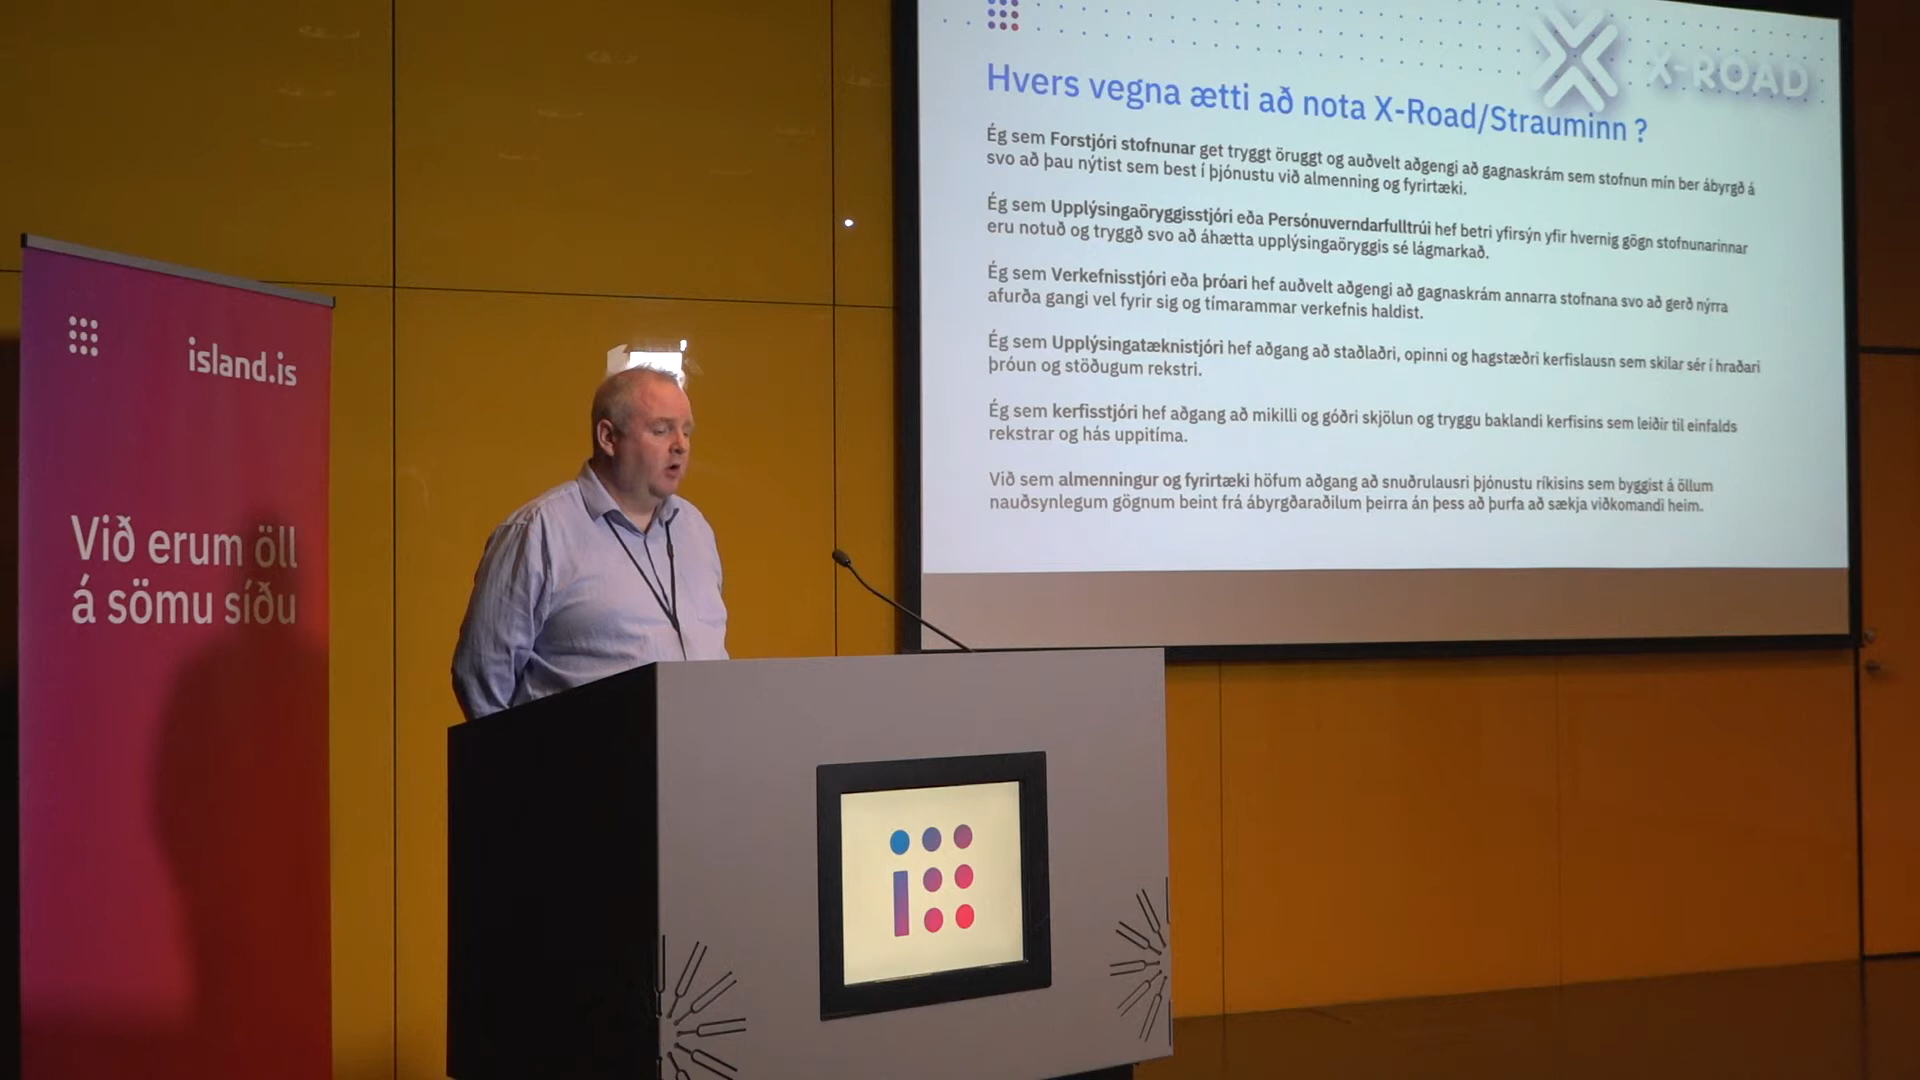 island.is
Við erum öll
á sömu síðu
X-ROAD
Hvers vegna ætti að nota X-Road/Strauminn ?
Ég sem Forstjóri stofnunar get tryggt öruggt og auðvelt aðgengi að gagnaskrám sem stofnun mín ber ábyrgð á
svo að þau nýtist sem best í þjónustu við almenning og fyrirtæki.
Ég sem Upplýsingaöryggisstjóri eða Persónuverndarfulltrúi hef betri yfirsýn yfir hvernig gögn stofnunarinnar
eru notuð og tryggð svo að áhætta upplýsingaöryggis sé lágmarkað.
Ég sem Verkefnisstjóri eða þróari hef auðvelt aðgengi að gagnaskrám annarra stofnana svo að gerð nýrra
afurða gangi vel fyrir sig og tímarammar verkefnis haldist.
Ég sem Upplýsingatæknistjóri hef aðgang að staðlaðri, opinni og hagstæðri kerfislausn sem skilar sér í hraðari
þróun og stöðugum rekstri.
Ég sem kerfisstjóri hef aðgang að mikilli og góðri skjölun og tryggu baklandi kerfisins sem leiðir til einfalds
rekstrar og hás uppitíma.
Við sem almenningur og fyrirtæki höfum aðgang að snuðrulausri þjónustu ríkisins sem byggist á öllum
nauðsynlegum gögnum beint frá ábyrgðaraðilum þeirra án þess að þurfa að sækja viðkomandi heim.